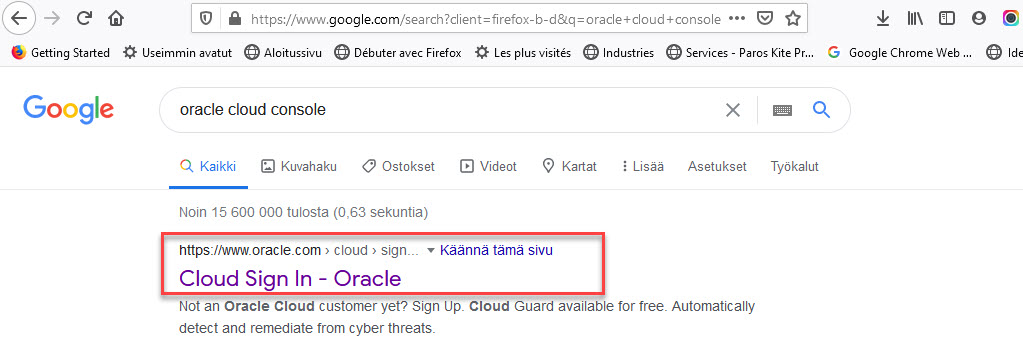 https://www.google.com/search?client=firefox-b-d&q=oracle+cloud+console
Getting Started Useimmin avatut Aloitussivu Débuter avec Firefox Les plus visités Industries Services - Paros Kite Pr... Google Chrome Web ... Ide
Google oracle cloud console
Kaikki Kuvahaku Ostokset Videot Kartat Lisää Asetukset Työkalut
Noin 15 600 000 tulosta (0,63 sekuntia)
https://www.oracle.com › cloud › sign... Käännä tämä sivu
Cloud Sign In - Oracle
Not an Oracle Cloud customer yet? Sign Up. Cloud Guard available for free. Automatically
detect and remediate from cyber threats.